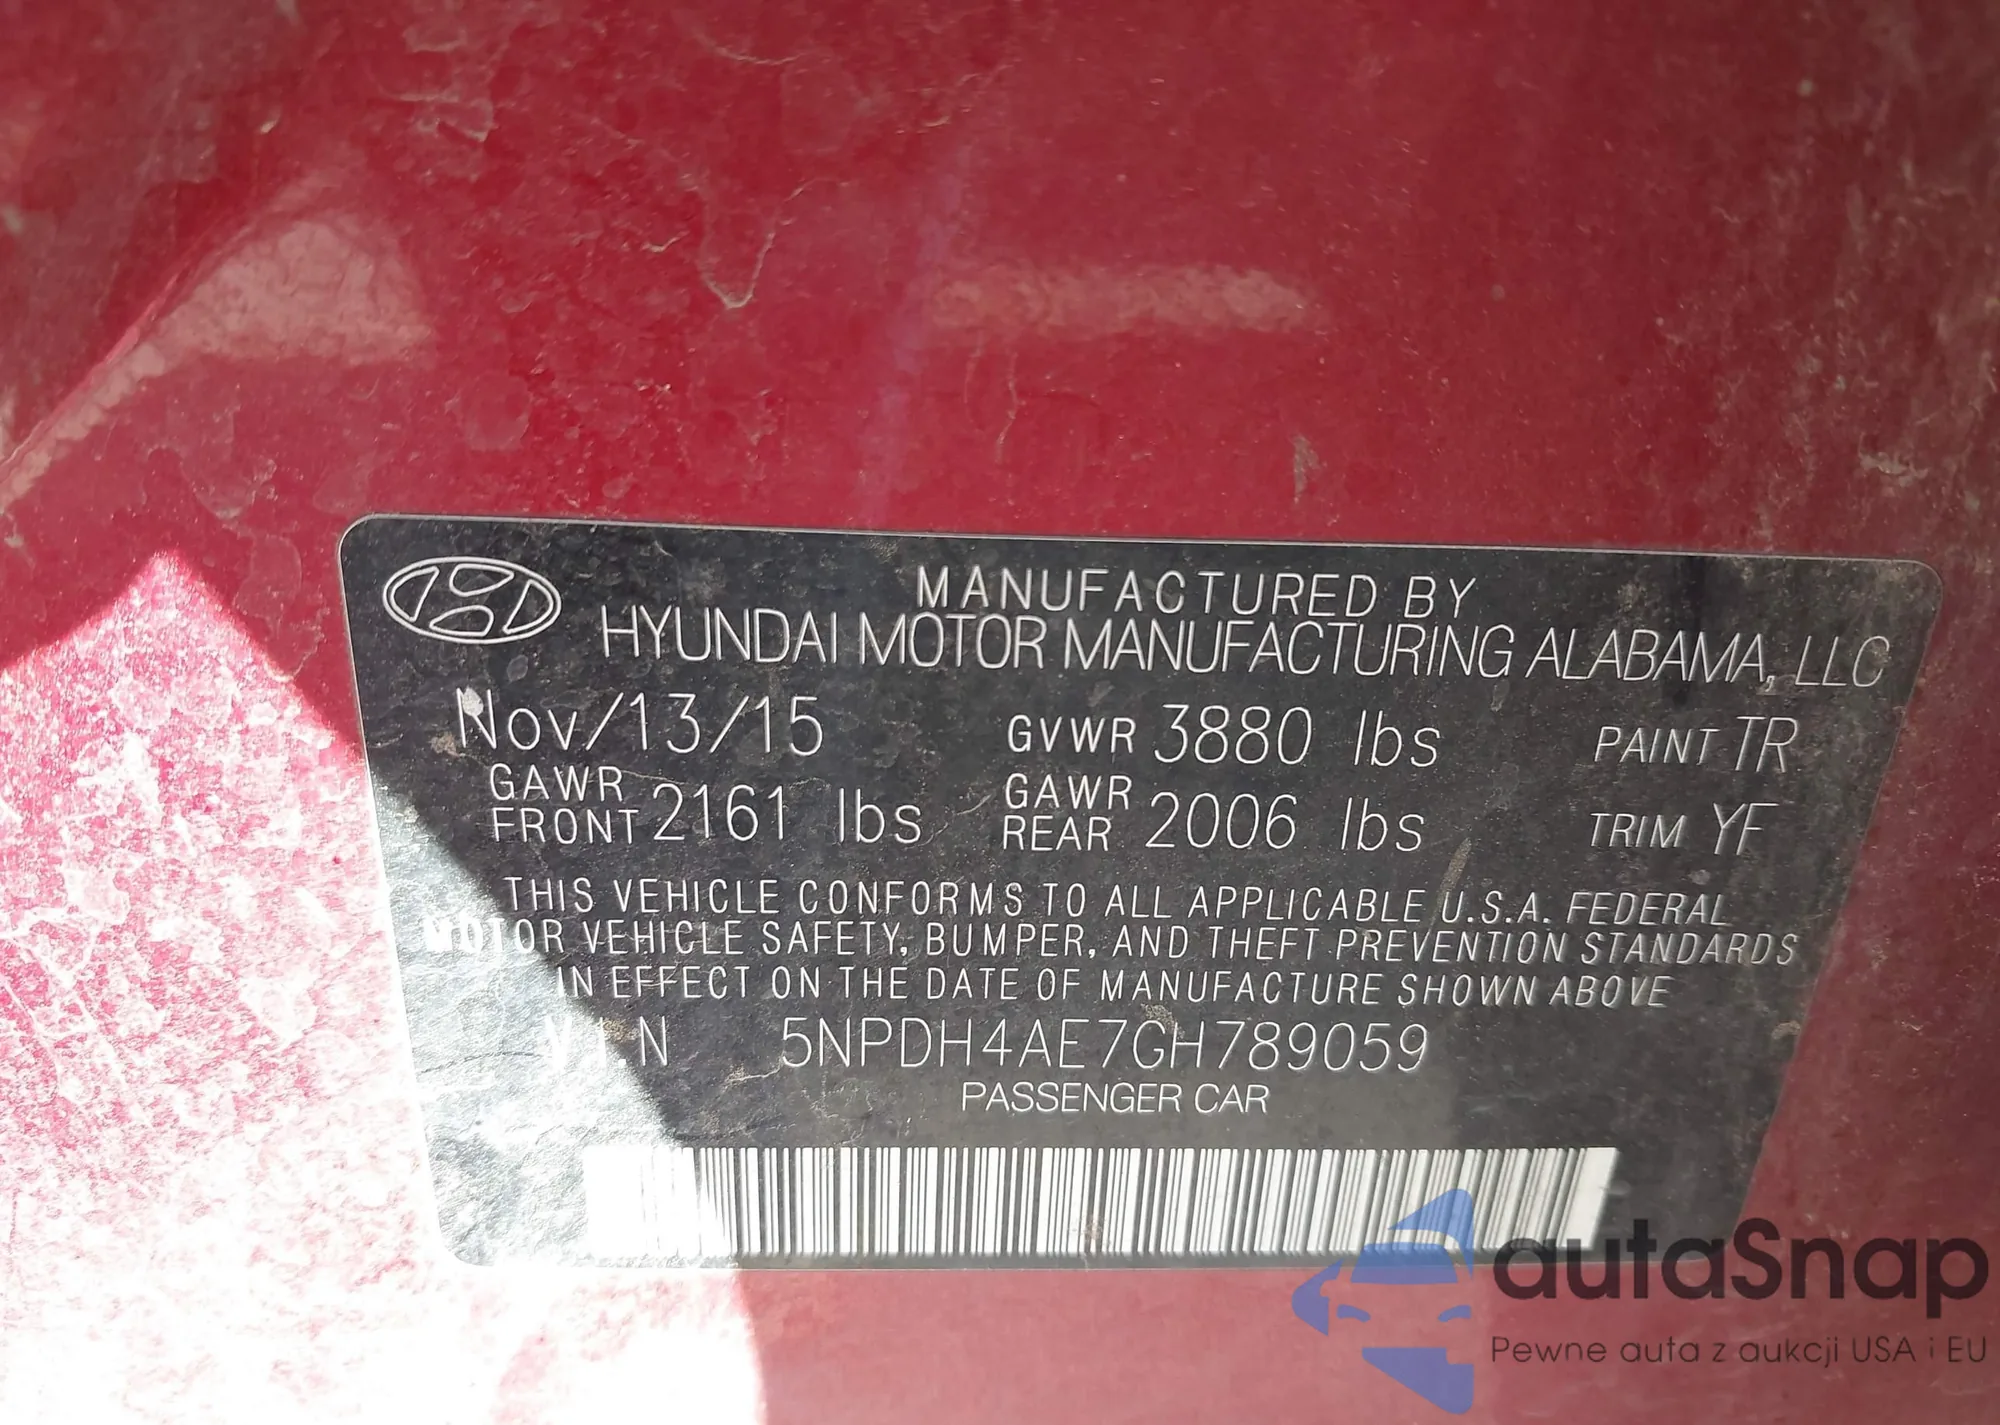 MANUFACTURED BY
HYUNDAI MOTOR MANUFACTURING ALABAMA, LLC
Nov/13/15 GVWR 3880 lbs PAINT TR
GAWR FRONT 2161 lbs GAWR REAR 2006 lbs TRIM YF
THIS VEHICLE CONFORMS TO ALL APPLICABLE U.S.A. FEDERAL
MOTOR VEHICLE SAFETY, BUMPER, AND THEFT PREVENTION STANDARDS
IN EFFECT ON THE DATE OF MANUFACTURE SHOWN ABOVE
VIN 5NPDH4AE7GH789059
PASSENGER CAR
autaSnap
Pewne auta z aukcji USA i EU